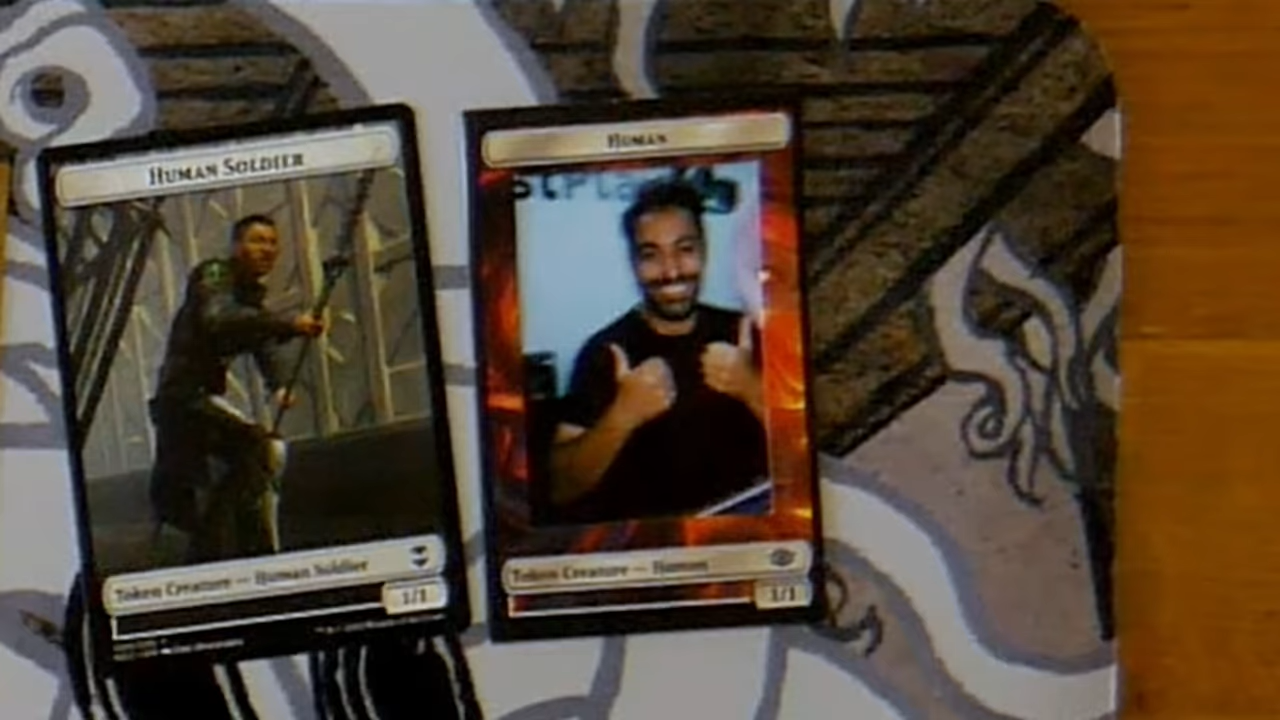 HUMAN SOLDIER
Token Creature — Human Soldier
1/1
HUMAN
Token Creature — Human
1/1